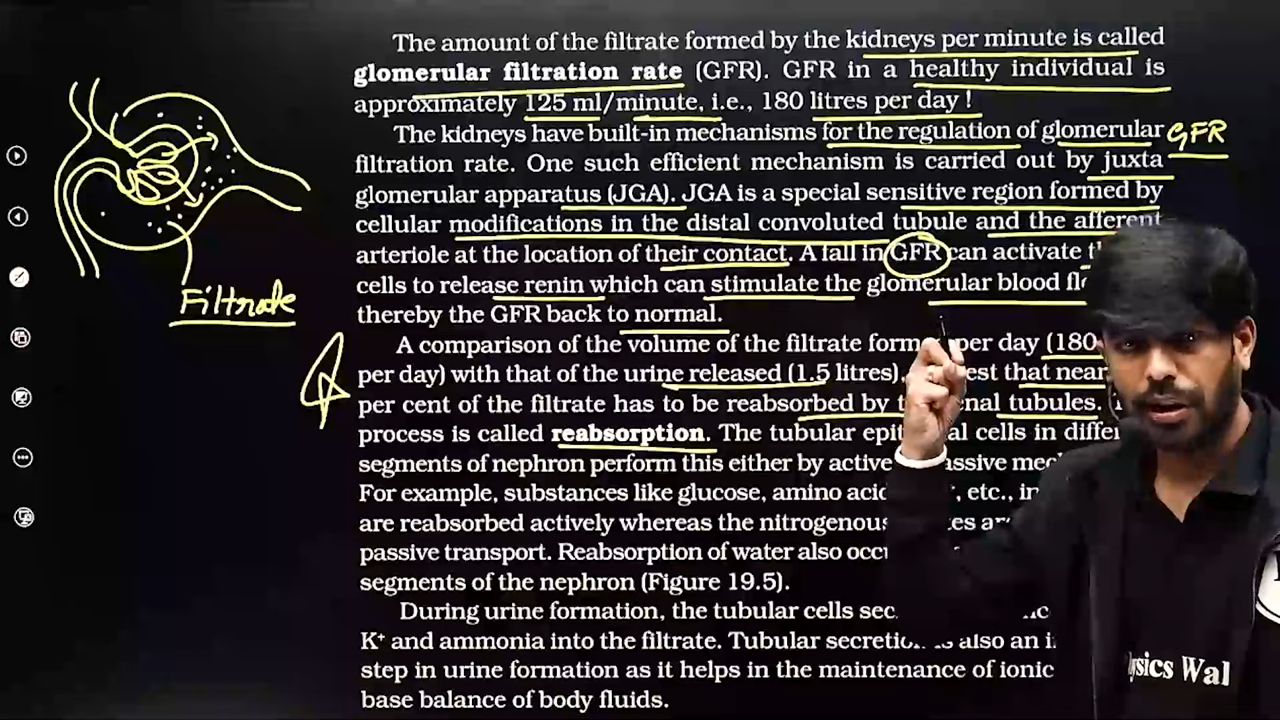 The amount of the filtrate formed by the kidneys per minute is called
glomerular filtration rate (GFR). GFR in a healthy individual is
approximately 125 ml/minute, i.e., 180 litres per day !
The kidneys have built-in mechanisms for the regulation of glomerular GFR
filtration rate. One such efficient mechanism is carried out by juxta
glomerular apparatus (JGA). JGA is a special sensitive region formed by
cellular modifications in the distal convoluted tubule and the afferent
arteriole at the location of their contact. A fall in GFR can activate
cells to release renin which can stimulate the glomerular blood
Filtrate
thereby the GFR back to normal.
A comparison of the volume of the filtrate formed per day (180
per day) with that of the urine released (1.5 litres), that near
per cent of the filtrate has to be reabsorbed by tubules.
process is called reabsorption. The tubular cells in
segments of nephron perform this either by active
For example, substances like glucose, amino etc.,
are reabsorbed actively whereas the nitrogenous
passive transport. Reabsorption of water also
segments of the nephron (Figure 19.5).
During urine formation, the tubular cells
K⁺ and ammonia into the filtrate. Tubular also an
step in urine formation as it helps in the maintenance of ionic
base balance of body fluids.
ysics Wal